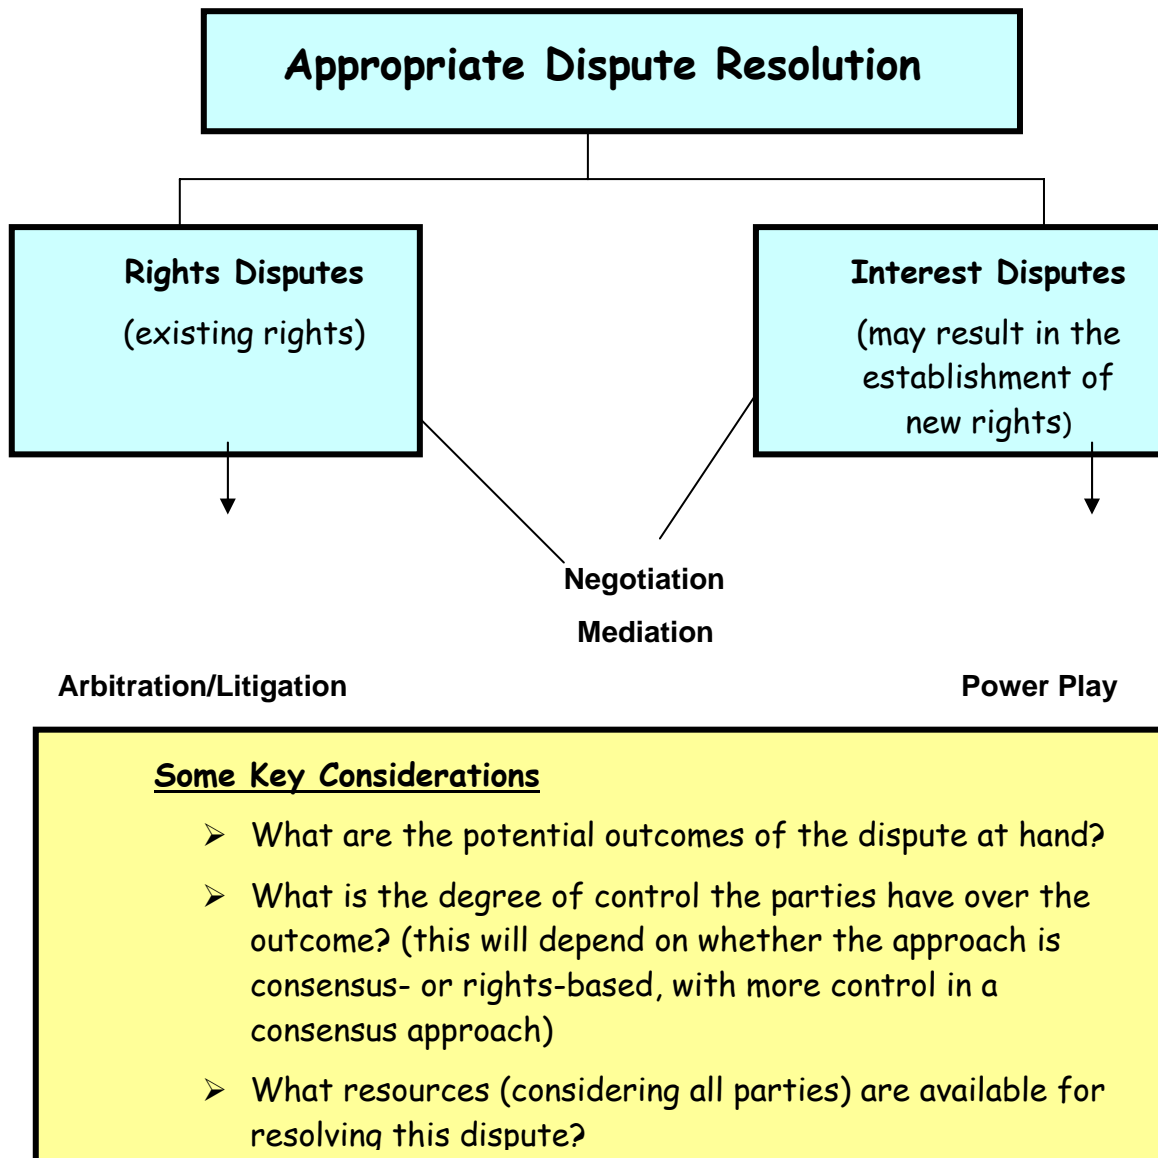 Appropriate Dispute Resolution
Rights Disputes
(existing rights)
Interest Disputes
(may result in the
establishment of
new rights)
Negotiation
Mediation
Arbitration/Litigation
Power Play
Some Key Considerations
➢ What are the potential outcomes of the dispute at hand?
➢ What is the degree of control the parties have over the
outcome? (this will depend on whether the approach is
consensus- or rights-based, with more control in a
consensus approach)
➢ What resources (considering all parties) are available for
resolving this dispute?